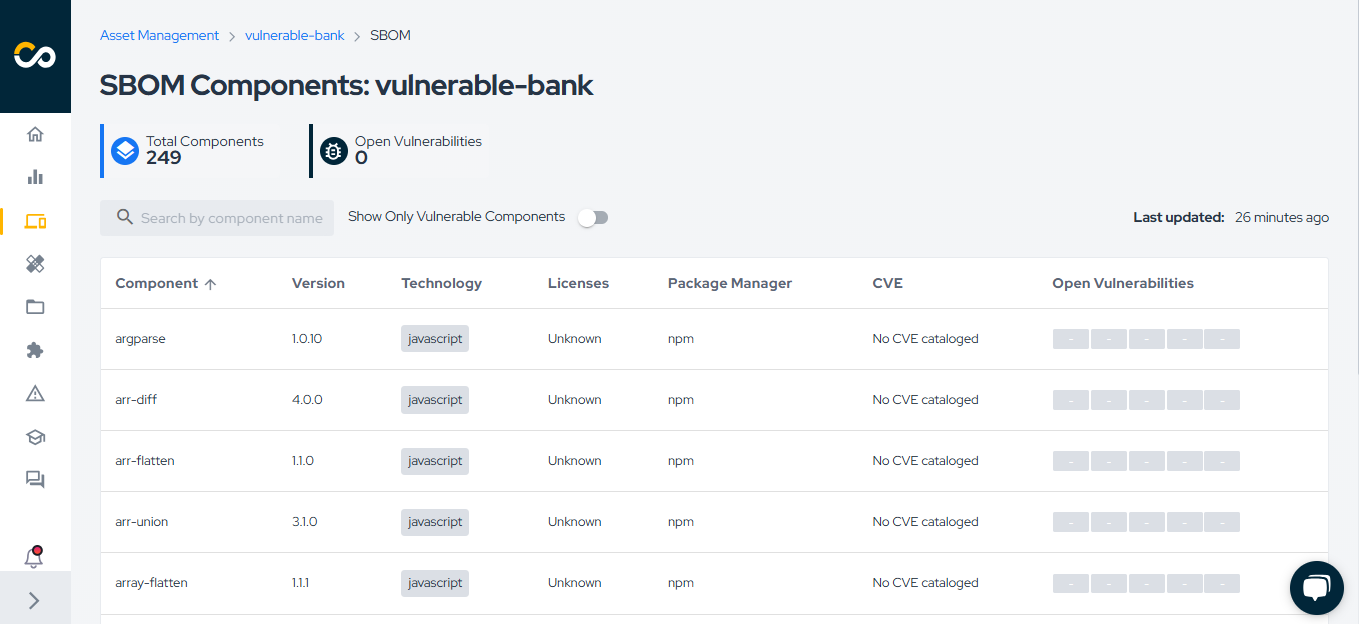 Asset Management > vulnerable-bank > SBOM
SBOM Components: vulnerable-bank
Total Components
249
Open Vulnerabilities
0
Search by component name
Show Only Vulnerable Components
Last updated: 26 minutes ago
Component Version Technology Licenses Package Manager CVE Open Vulnerabilities
argparse 1.0.10 javascript Unknown npm No CVE cataloged - - - - -
arr-diff 4.0.0 javascript Unknown npm No CVE cataloged - - - - -
arr-flatten 1.1.0 javascript Unknown npm No CVE cataloged - - - - -
arr-union 3.1.0 javascript Unknown npm No CVE cataloged - - - - -
array-flatten 1.1.1 javascript Unknown npm No CVE cataloged - - - - -